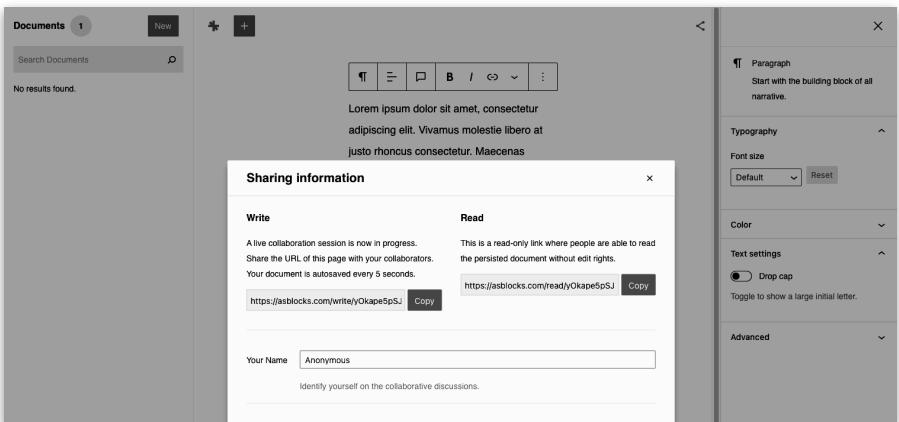 Documents 1 New
Search Documents
No results found.
B I
Lorem ipsum dolor sit amet, consectetur
adipiscing elit. Vivamus molestie libero at
justo rhoncus consectetur. Maecenas
Sharing information
Write
A live collaboration session is now in progress.
Share the URL of this page with your collaborators.
Your document is autosaved every 5 seconds.
https://asblocks.com/write/yOkape5pSJ Copy
Read
This is a read-only link where people are able to read
the persisted document without edit rights.
https://asblocks.com/read/yOkape5pSJ Copy
Your Name Anonymous
Identify yourself on the collaborative discussions.
Paragraph
Start with the building block of all
narrative.
Typography
Font size
Default Reset
Color
Text settings
Drop cap
Toggle to show a large initial letter.
Advanced